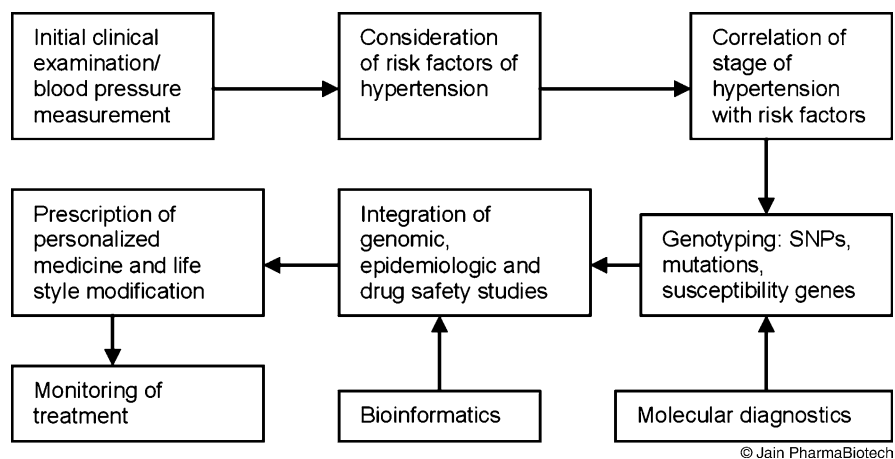 Initial clinical
examination/
blood pressure
measurement
Consideration
of risk factors of
hypertension
Correlation of
stage of
hypertension
with risk factors
Prescription of
personalized
medicine and life
style modification
Integration of
genomic,
epidemiologic and
drug safety studies
Genotyping: SNPs,
mutations,
susceptibility genes
Monitoring of
treatment
Bioinformatics
Molecular diagnostics
© Jain PharmaBiotech